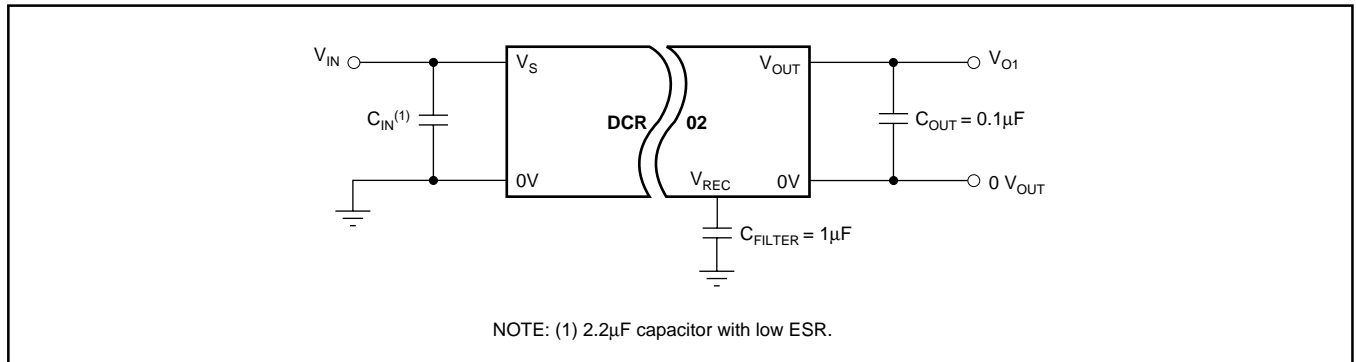 V_IN
V_S
V_OUT
V_O1
C_IN(1)
DCR 02
C_OUT = 0.1μF
0V
V_REC
0V
0 V_OUT
C_FILTER = 1μF
NOTE: (1) 2.2μF capacitor with low ESR.